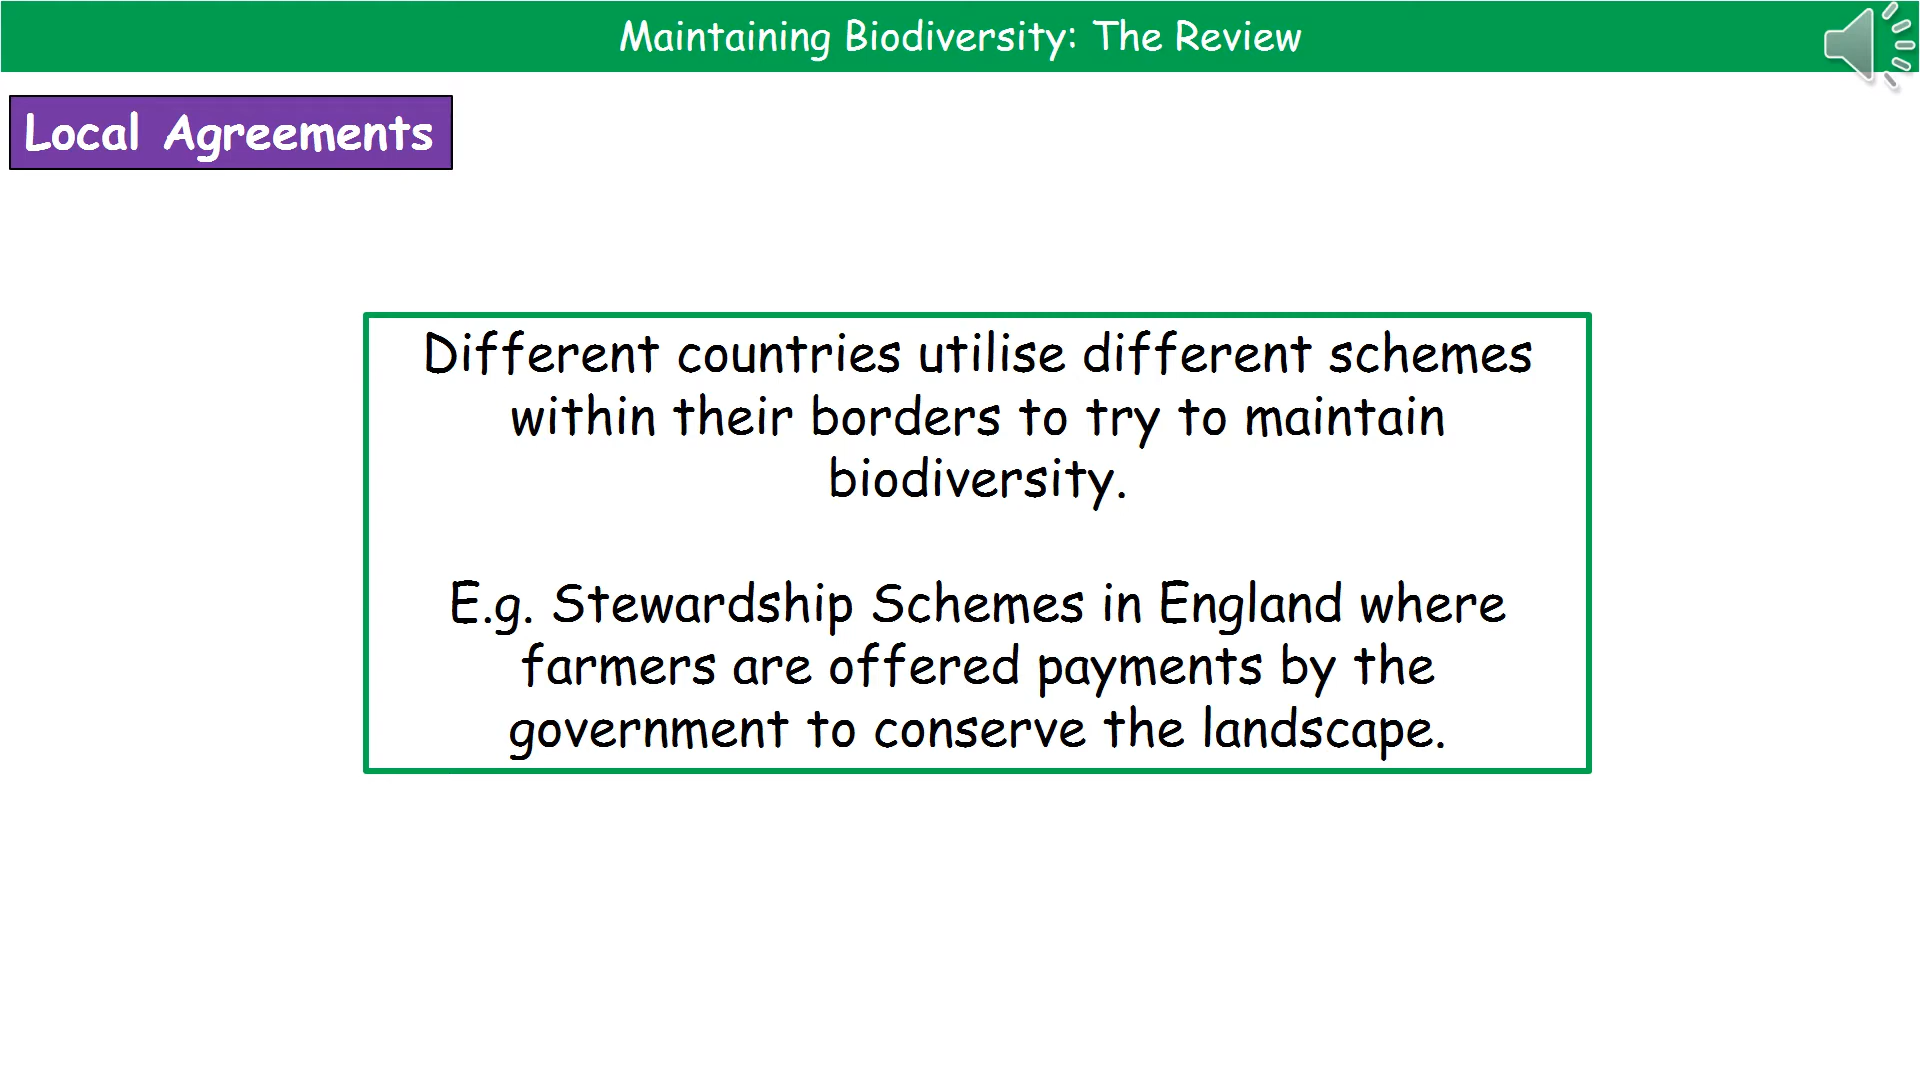 Maintaining Biodiversity: The Review
Local Agreements
Different countries utilise different schemes
within their borders to try to maintain
biodiversity.
E.g. Stewardship Schemes in England where
farmers are offered payments by the
government to conserve the landscape.